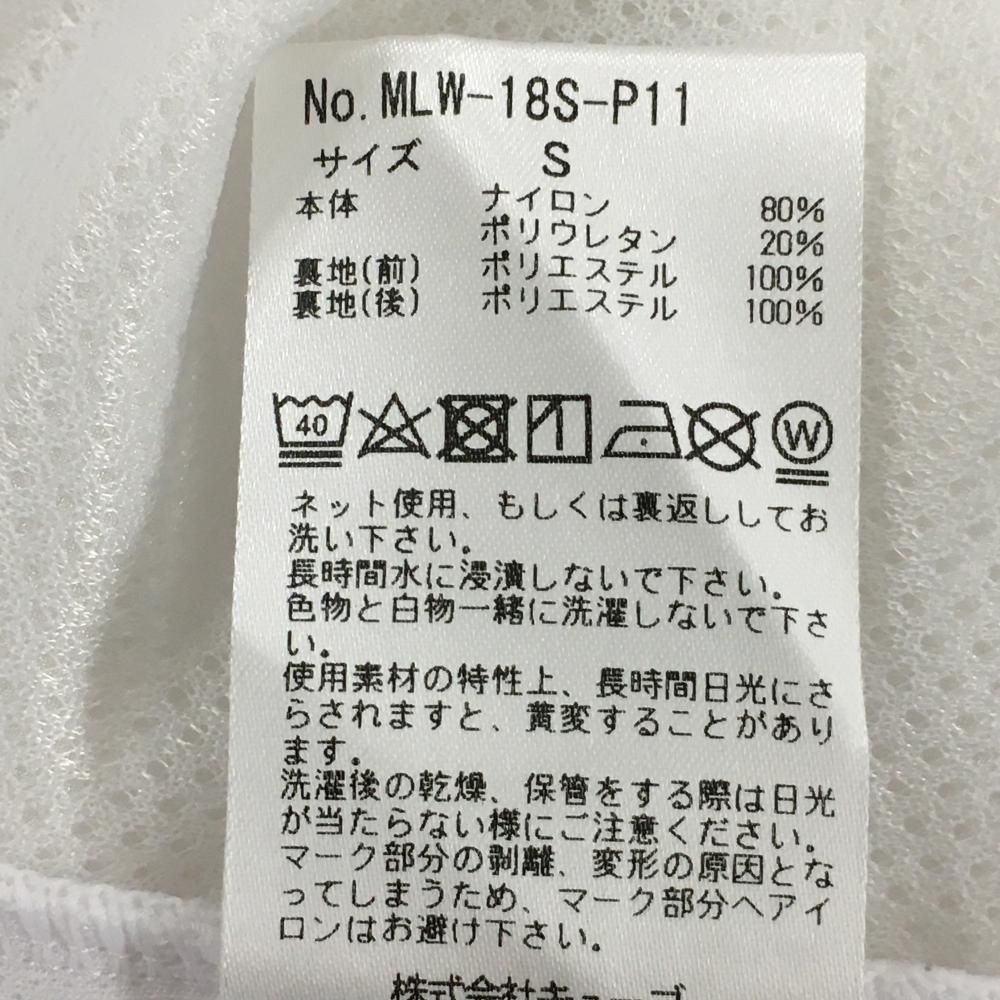 No. MLW-18S-P11
サイズ S
本体 ナイロン 80%
ポリウレタン 20%
裏地(前) ポリエステル 100%
裏地(後) ポリエステル 100%
40 W
ネット使用、もしくは裏返ししてお
洗い下さい。
長時間水に浸漬しないで下さい。
色物と白物一緒に洗濯しないで下さ
い。
使用素材の特性上、長時間日光にさ
らされますと、黄変することがあり
ます。
洗濯後の乾燥、保管をする際は日光
が当たらない様にご注意ください。
マーク部分の剥離、変形の原因とな
ってしまうため、マーク部分へアイ
ロンはお避け下さい。
株式会社キューブ